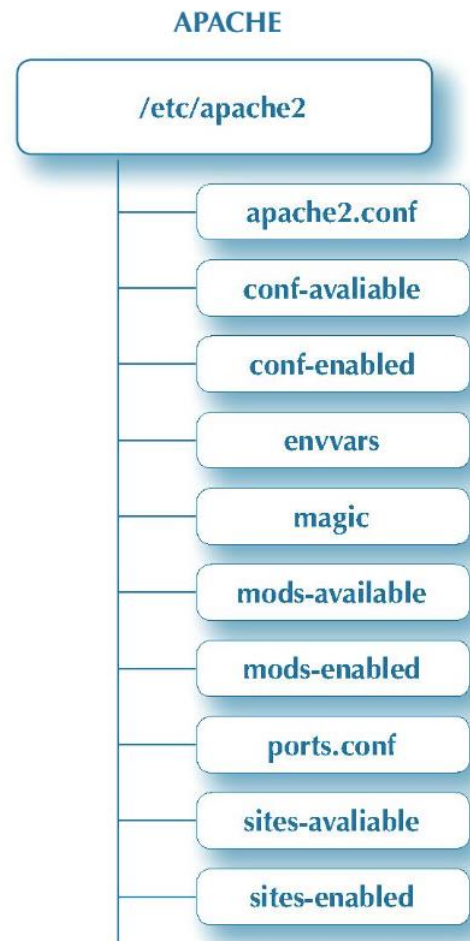 APACHE
/etc/apache2
apache2.conf
conf-avaliable
conf-enabled
envvars
magic
mods-available
mods-enabled
ports.conf
sites-avaliable
sites-enabled